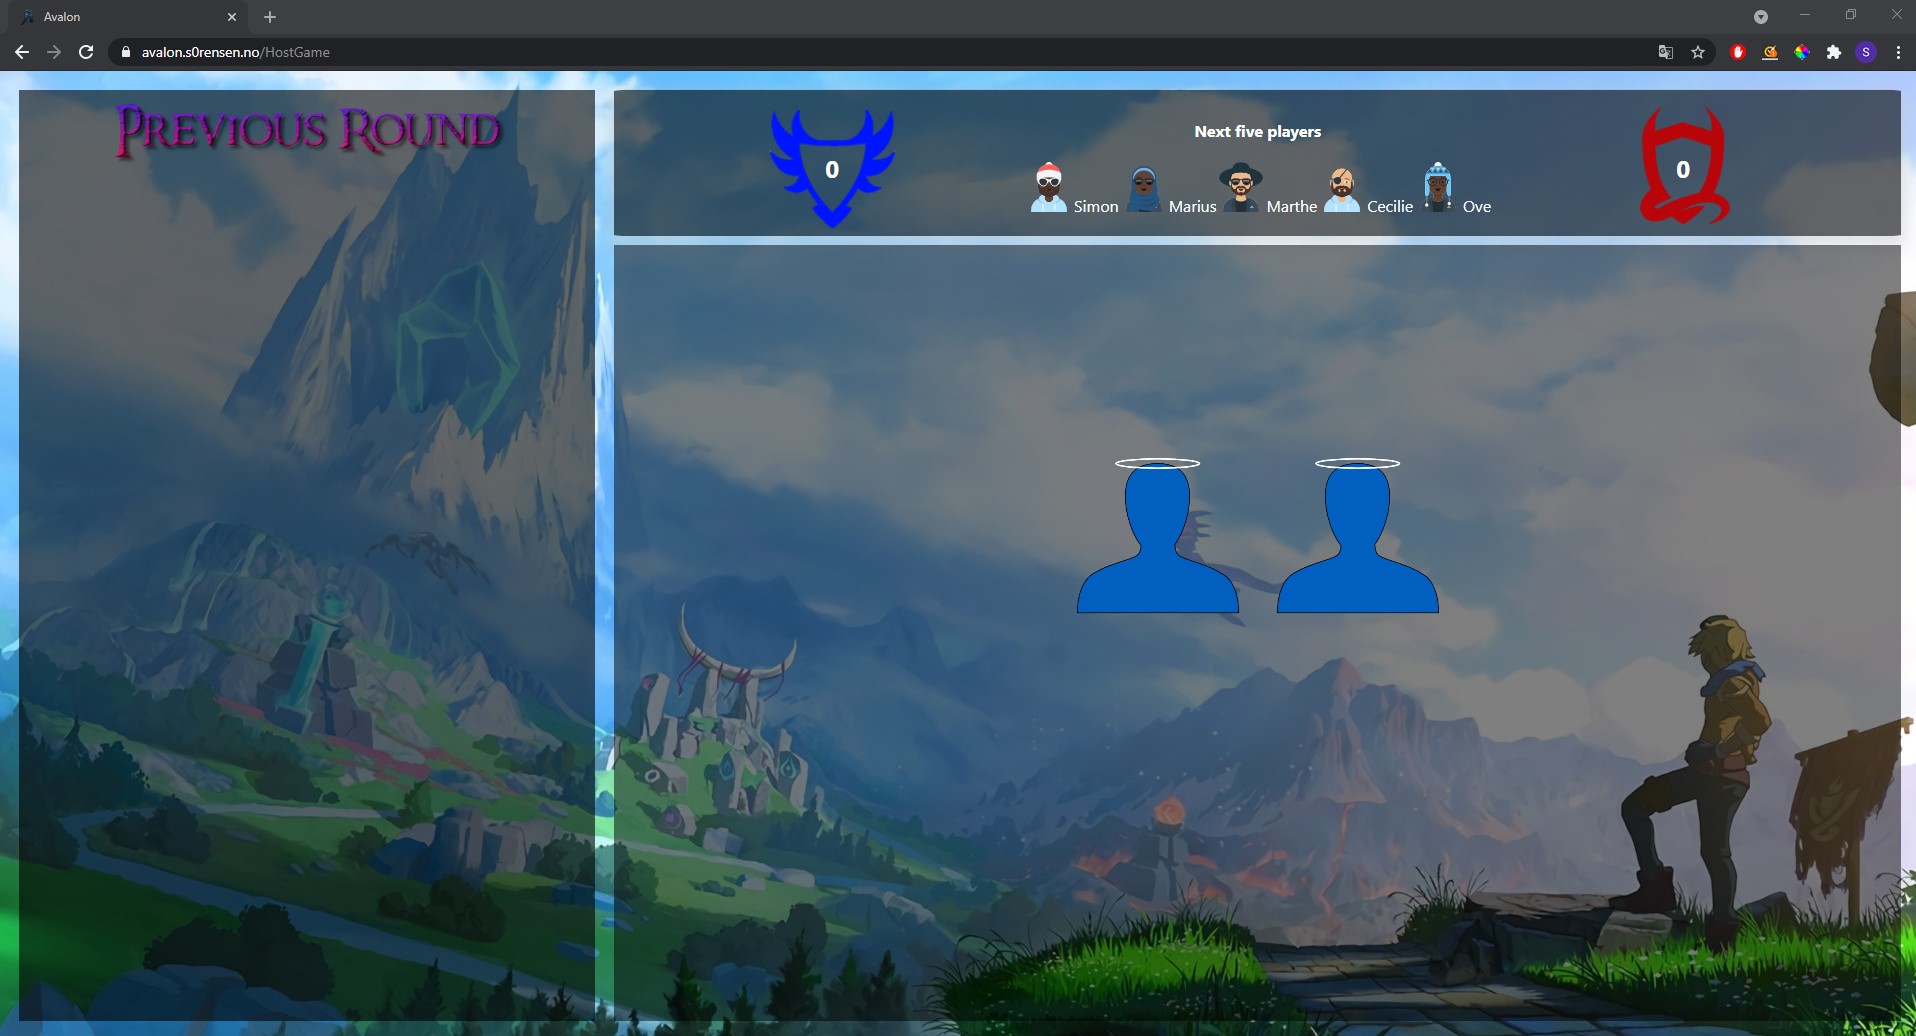 Avalon
avalon.s0rensen.no/HostGame
S
Previous Round
0
Next five players
Simon Marius Marthe Cecilie Ove
0